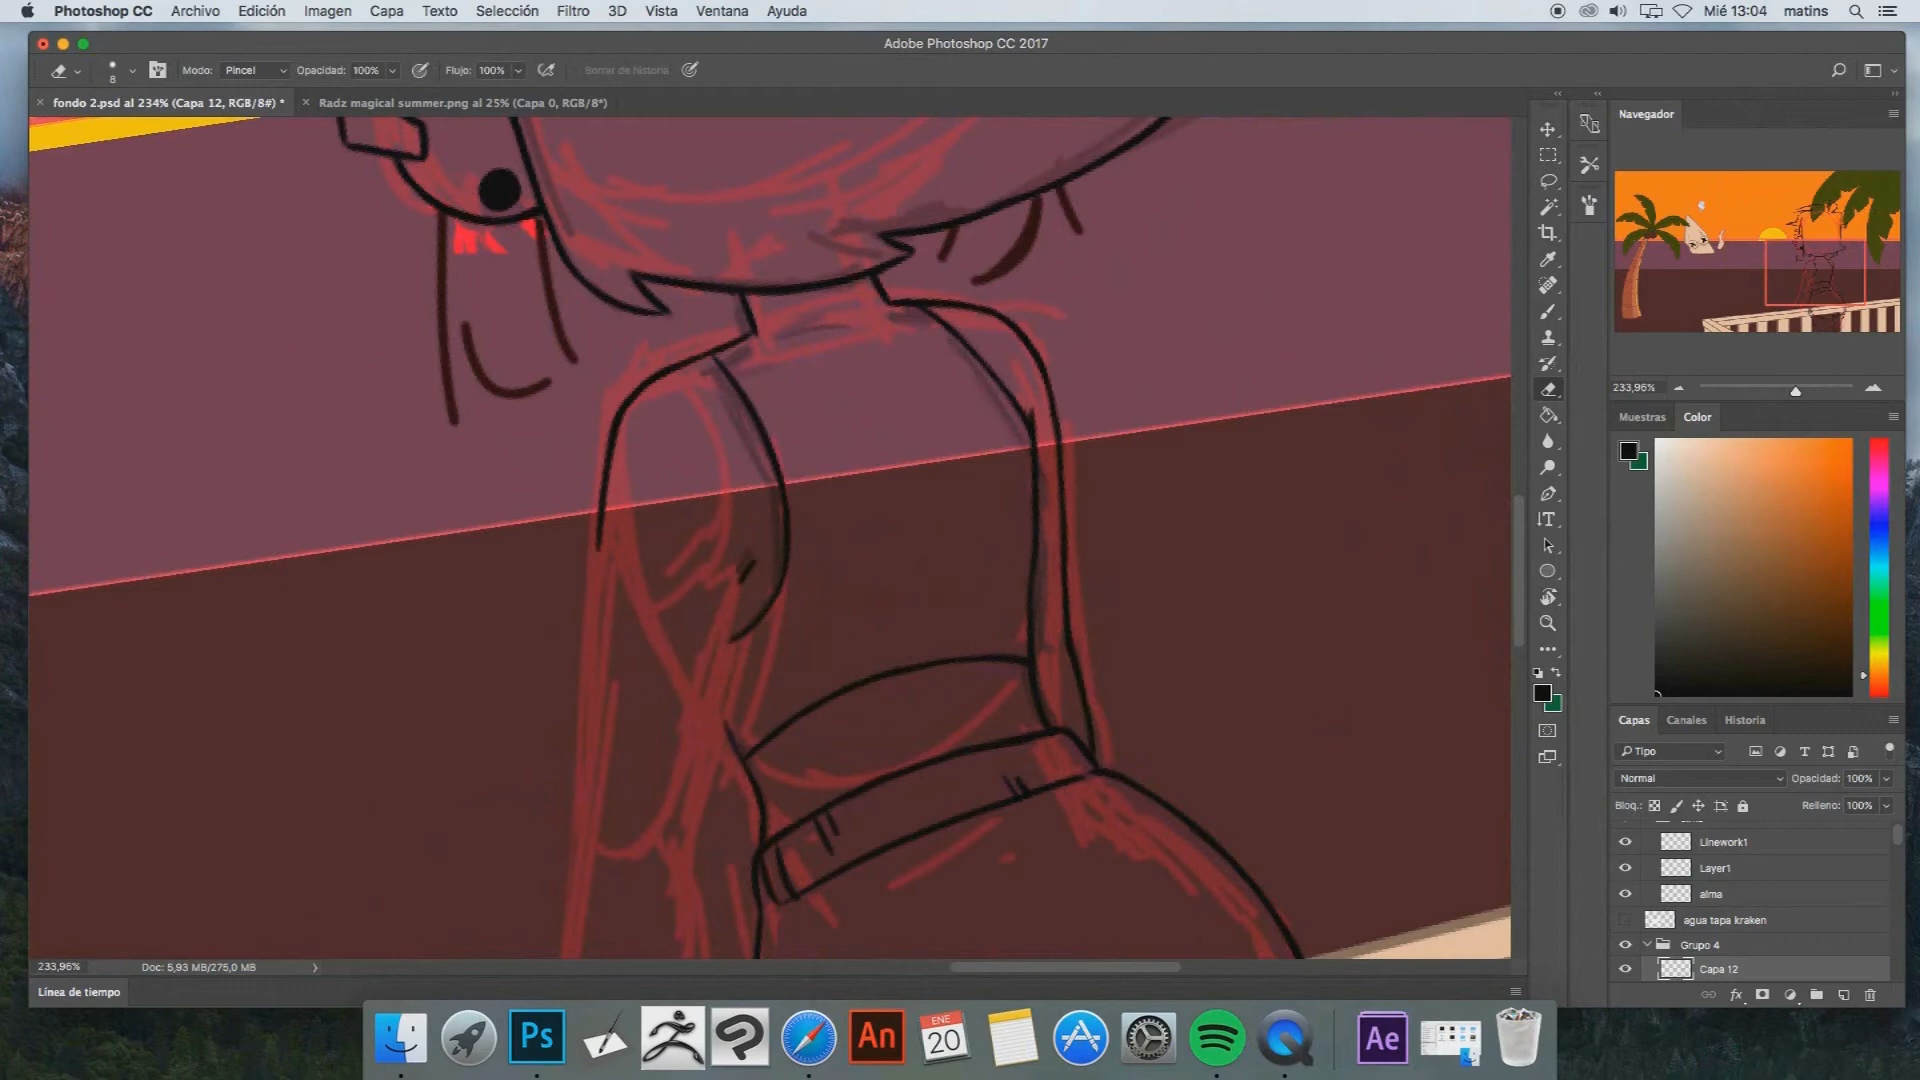 Photoshop CC Archivo Edición Imagen Capa Texto Selección Filtro 3D Vista Ventana Ayuda Mié 13:04 matins
Adobe Photoshop CC 2017
8 Modo: Pincel Opacidad: 100% Flujo: 100% Borrar de historia
fondo 2.psd al 234% (Capa 12, RGB/8#) * Radz magical summer.png al 25% (Capa 0, RGB/8*)
Navegador
233,96%
Muestras Color
Capas Canales Historia
Tipo
Normal Opacidad: 100%
Bloq.: Relleno: 100%
Linework1
Layer1
alma
agua tapa kraken
Grupo 4
Capa 12
fx
233,96% Doc: 5,93 MB/275,0 MB
Línea de tiempo
Ps An ENE 20 Ae